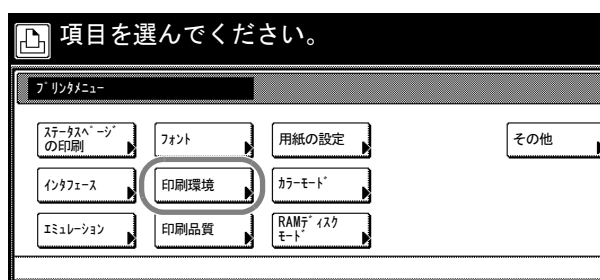 項目を選んでください。
プリンタメニュー
ステータスページ
の印刷
フォント
用紙の設定
その他
インタフェース
印刷環境
カラーモード
エミュレーション
印刷品質
RAMディスク
モード